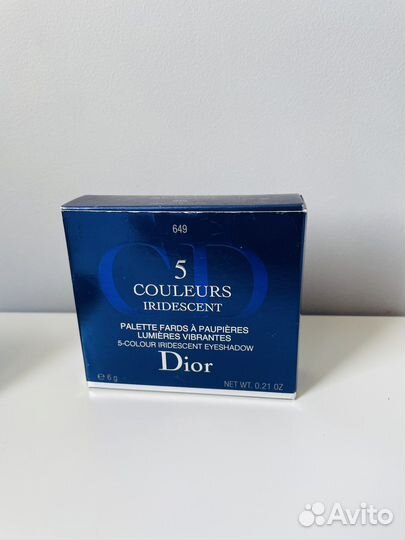 649
5
COULEURS
IRIDESCENT
PALETTE FARDS À PAUPIÈRES
LUMIÈRES VIBRANTES
5-COLOUR IRIDESCENT EYESHADOW
Dior
℮ 6 g
NET WT. 0.21 OZ
CD
Avito